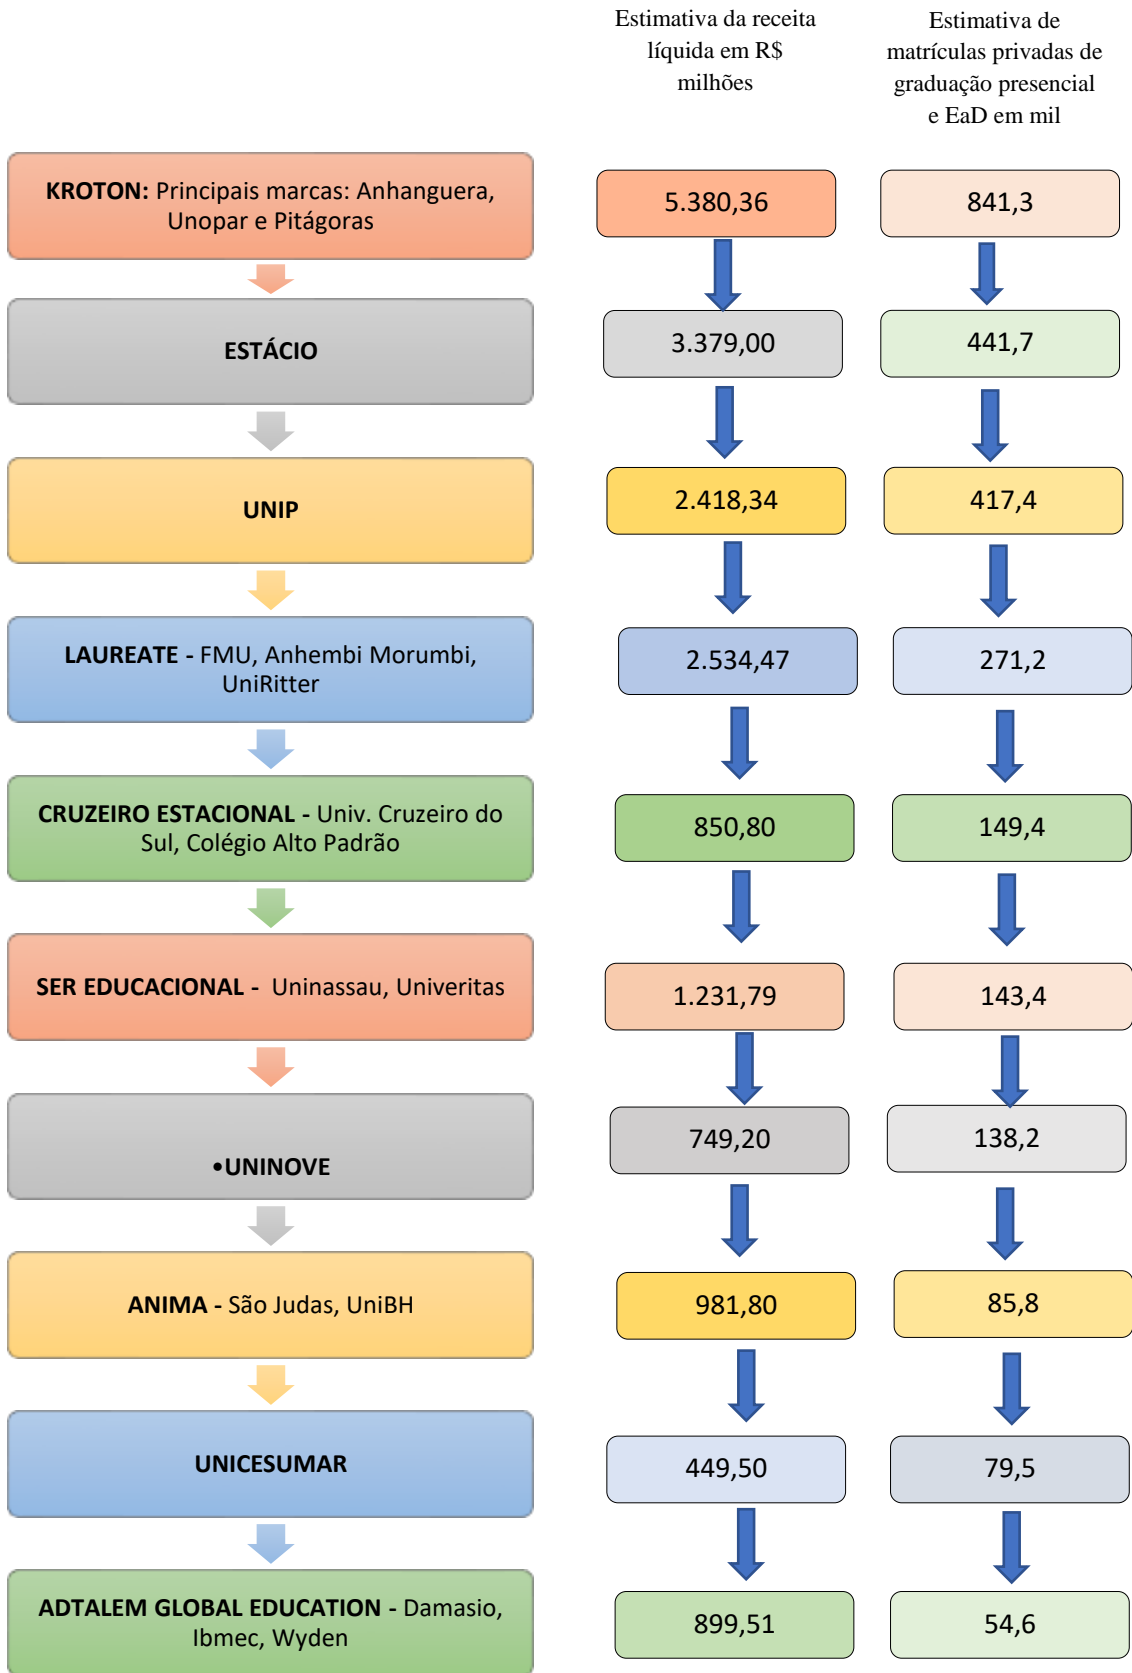 Estimativa da receita
líquida em R$
milhões
Estimativa de
matrículas privadas de
graduação presencial
e EaD em mil
KROTON: Principais marcas: Anhanguera,
Unopar e Pitágoras
5.380,36
841,3
ESTÁCIO
3.379,00
441,7
UNIP
2.418,34
417,4
LAUREATE - FMU, Anhembi Morumbi,
UniRitter
2.534,47
271,2
CRUZEIRO ESTACIONAL - Univ. Cruzeiro do
Sul, Colégio Alto Padrão
850,80
149,4
SER EDUCACIONAL - Uninassau, Univeritas
1.231,79
143,4
•UNINOVE
749,20
138,2
ANIMA - São Judas, UniBH
981,80
85,8
UNICESUMAR
449,50
79,5
ADTALEM GLOBAL EDUCATION - Damasio,
Ibmec, Wyden
899,51
54,6